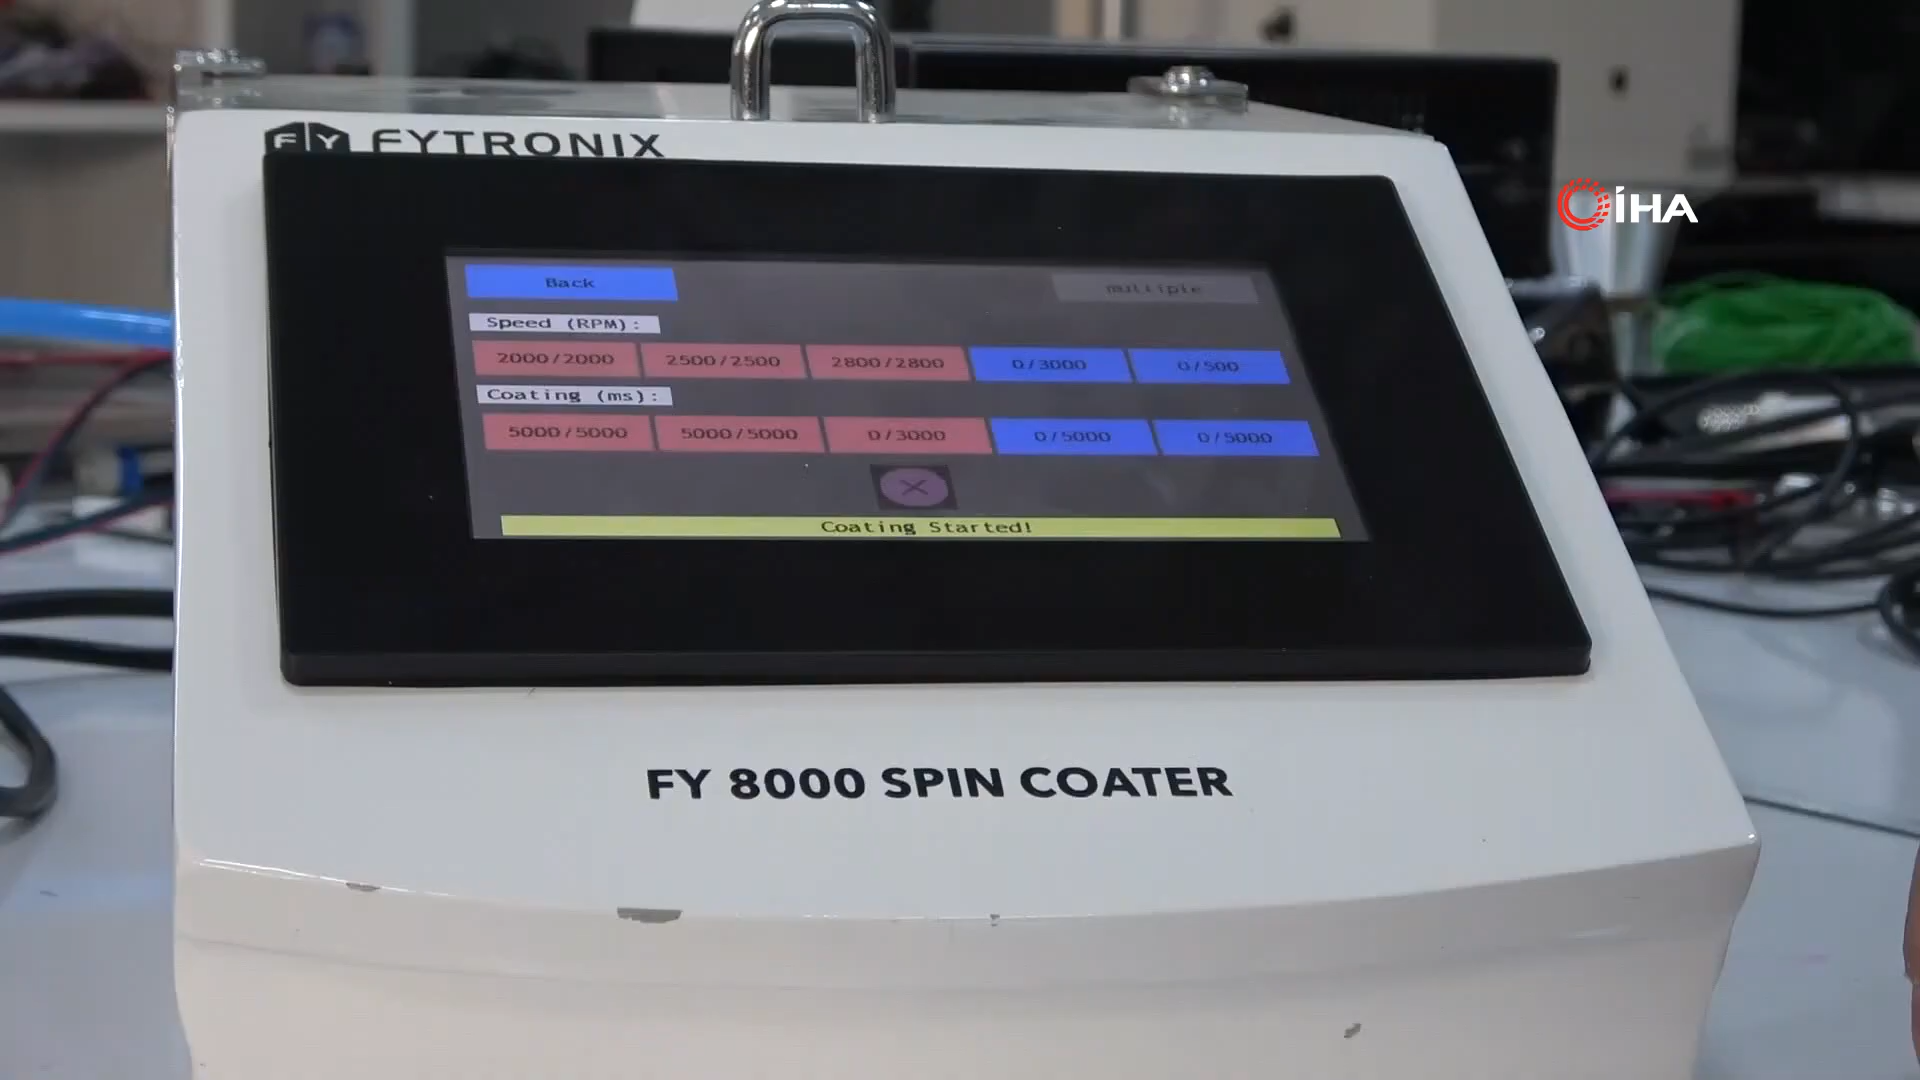 FY FYTRONIX
iHA
Back
multiple
Speed (RPM):
2000/2000 2500/2500 2800/2800 0/3000 0/500
Coating (ms):
5000/5000 5000/5000 0/3000 0/5000 0/5000
Coating Started!
FY 8000 SPIN COATER